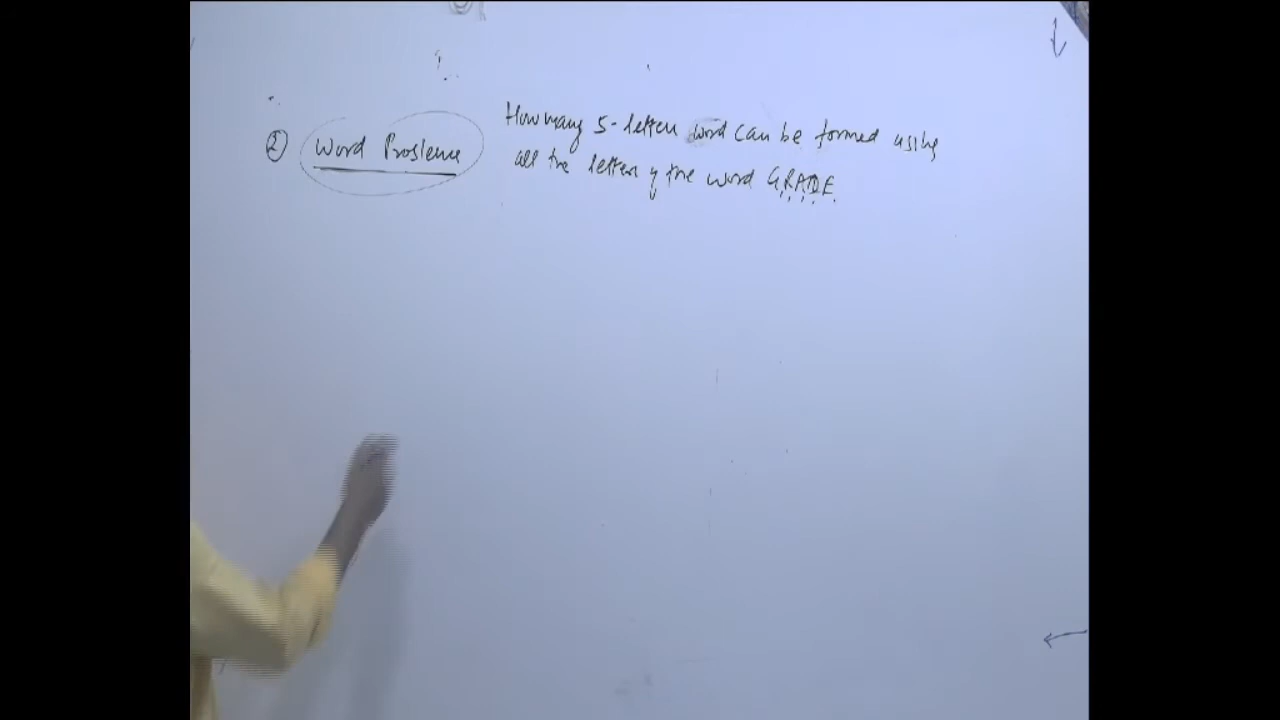 ② Word Problems
How many 5-letter word can be formed using
all the letters of the word GRADE.